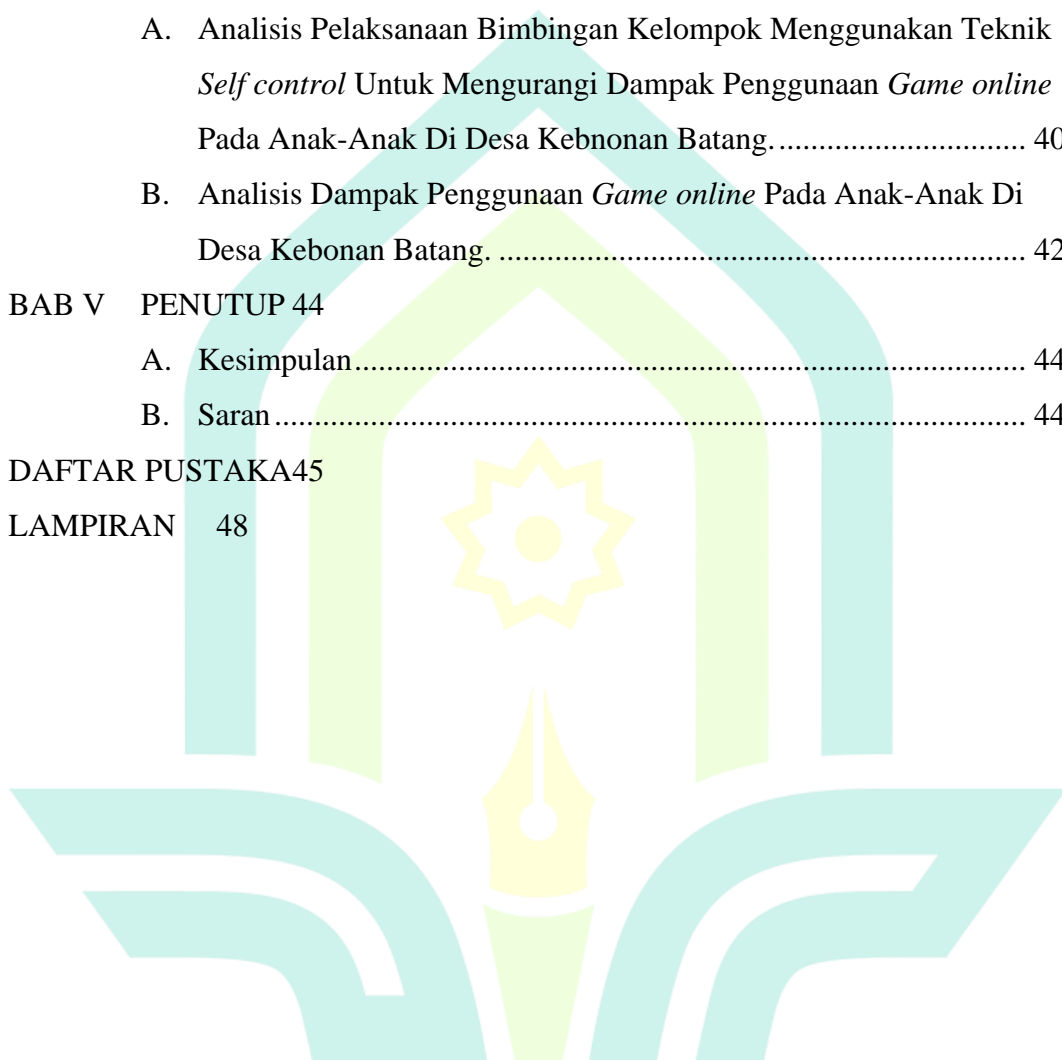 A. Analisis Pelaksanaan Bimbingan Kelompok Menggunakan Teknik
Self control Untuk Mengurangi Dampak Penggunaan Game online
Pada Anak-Anak Di Desa Kebnonan Batang. .............................. 40
B. Analisis Dampak Penggunaan Game online Pada Anak-Anak Di
Desa Kebonan Batang. .................................................................. 42
BAB V PENUTUP 44
A. Kesimpulan.................................................................................... 44
B. Saran.............................................................................................. 44
DAFTAR PUSTAKA45
LAMPIRAN 48